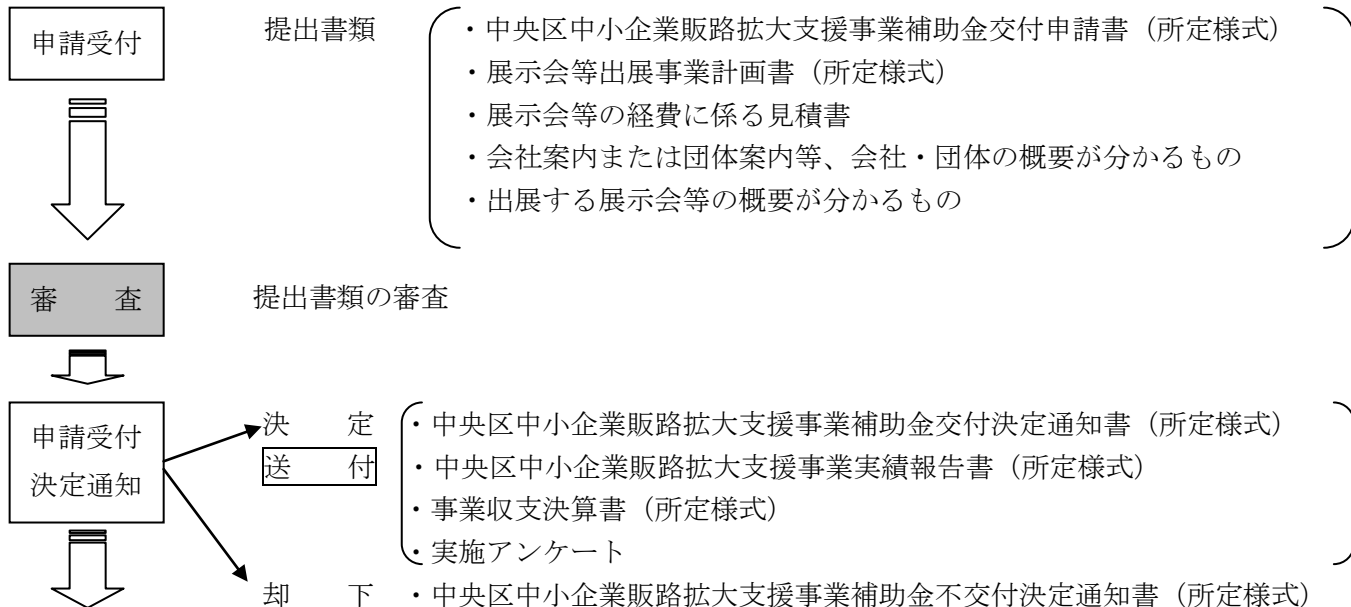 申請受付　提出書類　・中央区中小企業販路拡大支援事業補助金交付申請書（所定様式）
・展示会等出展事業計画書（所定様式）
・展示会等の経費に係る見積書
・会社案内または団体案内等、会社・団体の概要が分かるもの
・出展する展示会等の概要が分かるもの
審　査　提出書類の審査
申請受付
決定通知
決　定　・中央区中小企業販路拡大支援事業補助金交付決定通知書（所定様式）
送　付　・中央区中小企業販路拡大支援事業実績報告書（所定様式）
・事業収支決算書（所定様式）
・実施アンケート
却　下　・中央区中小企業販路拡大支援事業補助金不交付決定通知書（所定様式）